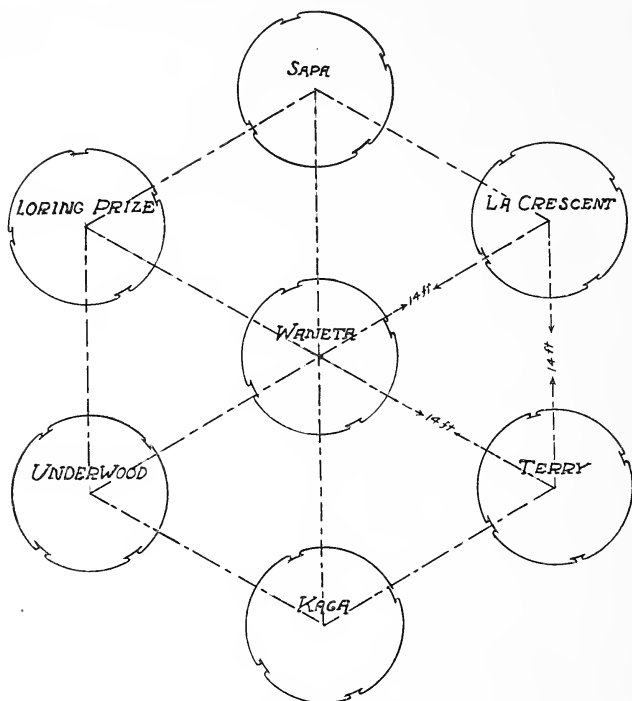 SAPA
LORING PRIZE
LA CRESCENT
14 ft
WANETA
14 ft
14 ft
UNDERWOOD
TERRY
KAGA